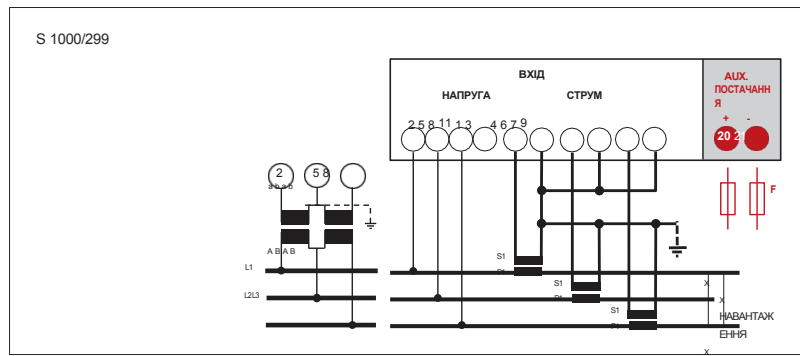 S 1000/299
ВХІД
НАПРУГА
СТРУМ
AUX.
ПОСТАЧАНН
Я
+ -
2 5 8 11 1 3 4 6 7 9
20 21
2 5 8
a b a b
F
A B A B
L1
S1
L2L3
S1
X
X
S1
НАВАНТАЖ
ЕННЯ
X